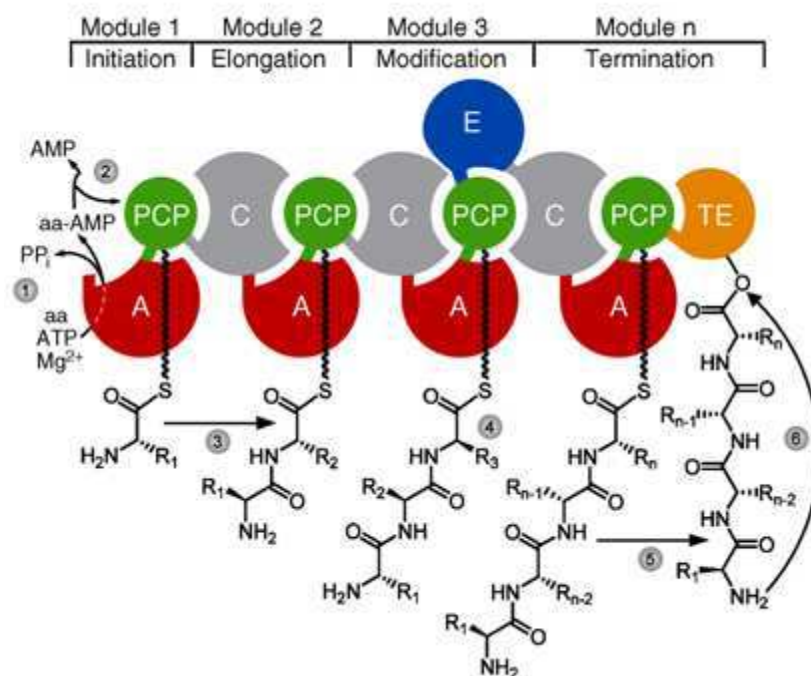 Module 1 Module 2 Module 3 Module n
Initiation Elongation Modification Termination
E
AMP
2
PCP C PCP C PCP C PCP TE
aa-AMP
PPi
1
A A A A
aa
ATP
Mg2+
S S S S
O O O O O O
Rn
3 4
H2N R1 HN R2 HN R3 HN Rn HN O
R1 O R2 O Rn-1 O Rn-1 NH
6
NH2 NH NH O
O O HN Rn-2
H2N R1 HN Rn-2 5 R1 O
R1 O NH2
NH2